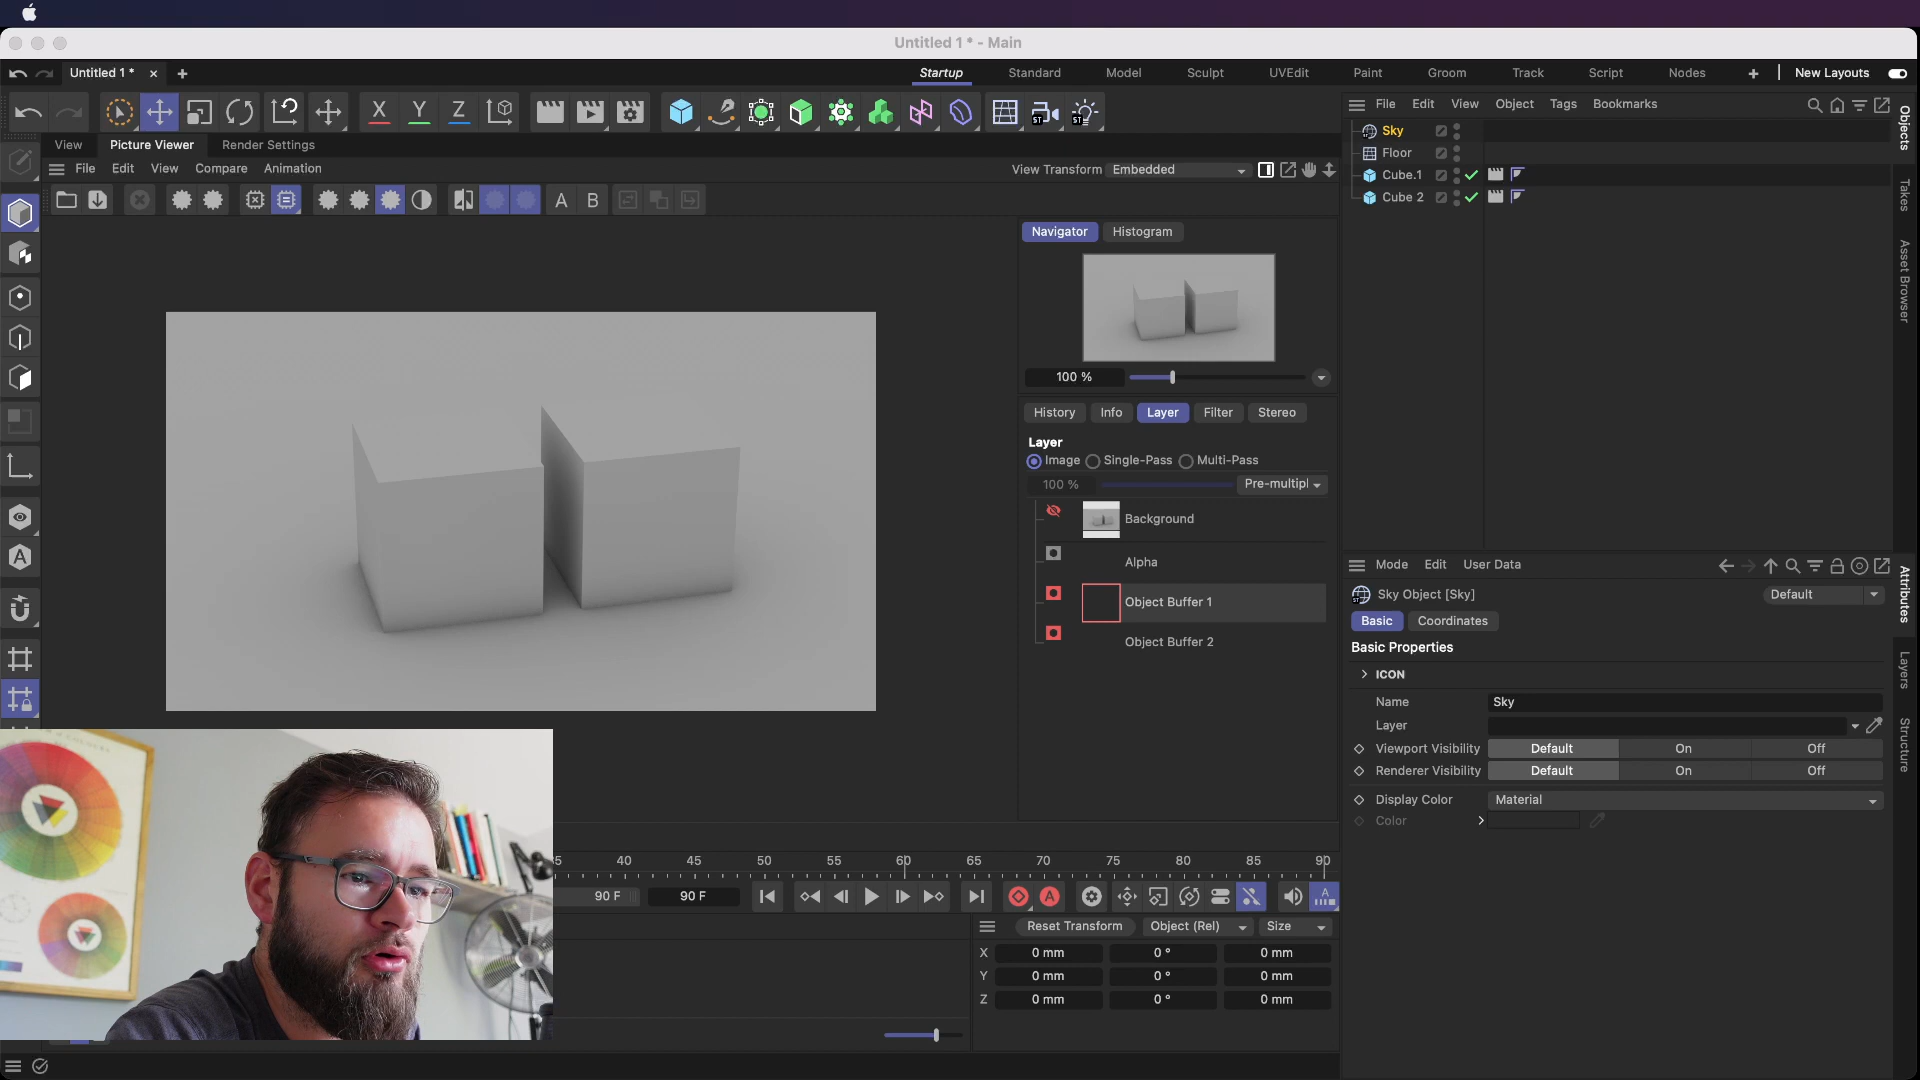 Untitled 1 * - Main
Untitled 1 *
Startup
Standard
Model
Sculpt
UVEdit
Paint
Groom
Track
Script
Nodes
New Layouts
X
Y
Z
ST
ST
File
Edit
View
Object
Tags
Bookmarks
View
Picture Viewer
Render Settings
File
Edit
View
Compare
Animation
View Transform
Embedded
A
B
Sky
Floor
Cube.1
Cube 2
Objects
Takes
Asset Browser
Navigator
Histogram
100 %
History
Info
Layer
Filter
Stereo
Layer
Image
Single-Pass
Multi-Pass
100 %
Pre-multipl
Background
Alpha
Object Buffer 1
Object Buffer 2
Mode
Edit
User Data
Sky Object [Sky]
Default
Basic
Coordinates
Basic Properties
ICON
Name
Sky
Layer
Viewport Visibility
Default
On
Off
Renderer Visibility
Default
On
Off
Display Color
Material
Color
Attributes
Layers
Structure
A
40
45
50
55
60
65
70
75
80
85
90
90 F
90 F
A
A
Reset Transform
Object (Rel)
Size
X
0 mm
0 °
0 mm
Y
0 mm
0 °
0 mm
Z
0 mm
0 °
0 mm